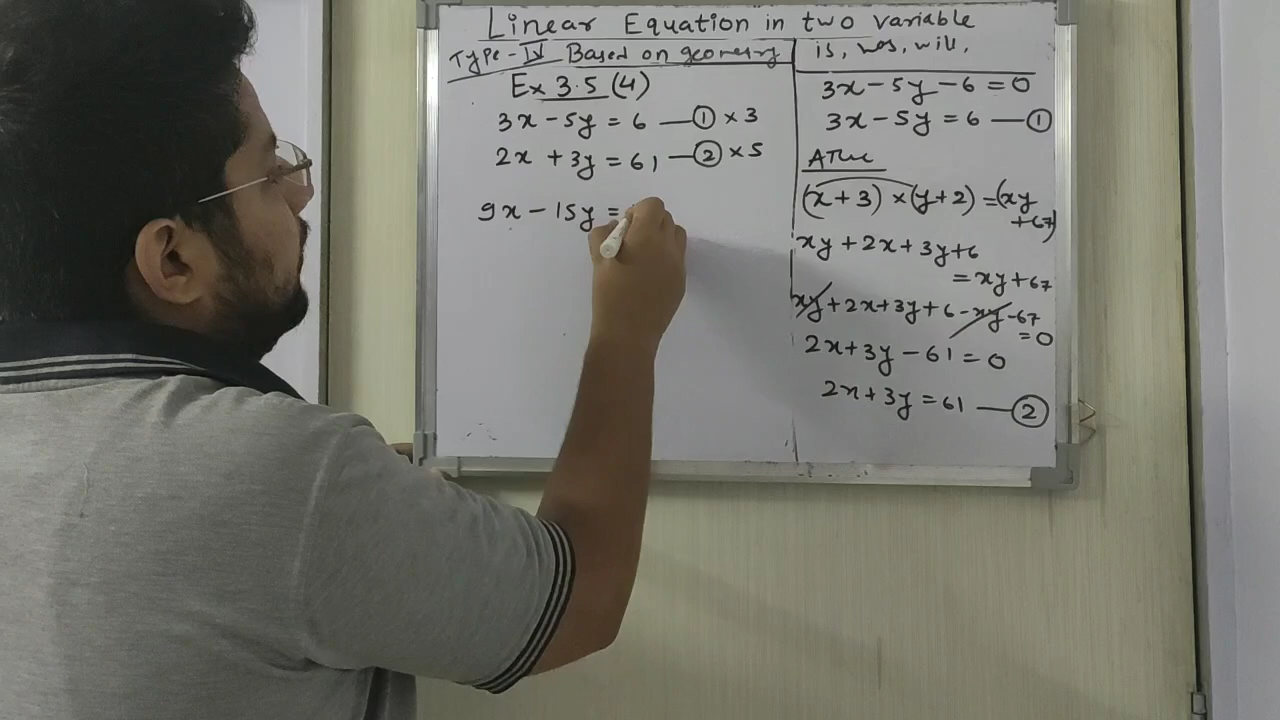 Linear Equation in two variable
Type-IV Based on geometry
Ex 3.5 (4)
3x - 5y = 6 — ① × 3
2x + 3y = 61 — ② × 5
9x - 15y =
is, was, will,
3x - 5y - 6 = 0
3x - 5y = 6 — ①
(x + 3) × (y + 2) = (xy
+ 67)
xy + 2x + 3y + 6
= xy + 67
xy + 2x + 3y + 6 - xy - 67
= 0
2x + 3y - 61 = 0
2x + 3y = 61 — ②